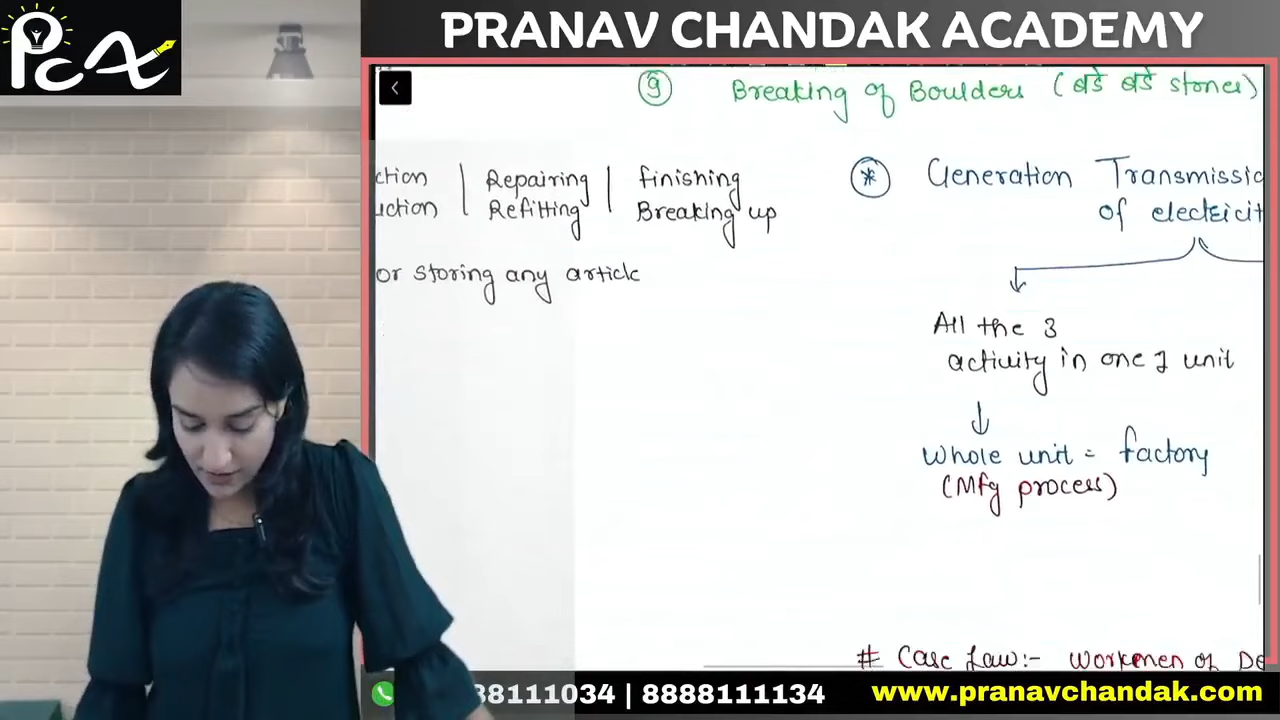 PCA
PRANAV CHANDAK ACADEMY
9 Breaking of Boulders (बडे बडे stones)
ction | Repairing | finishing
uction | Refitting | Breaking up
or storing any article
* Generation Transmissio
of electricit
All the 3
activity in one 1 unit
Whole unit = factory
(Mfg process)
# Case Law:- Workmen of De
38111034 | 8888111134
www.pranavchandak.com